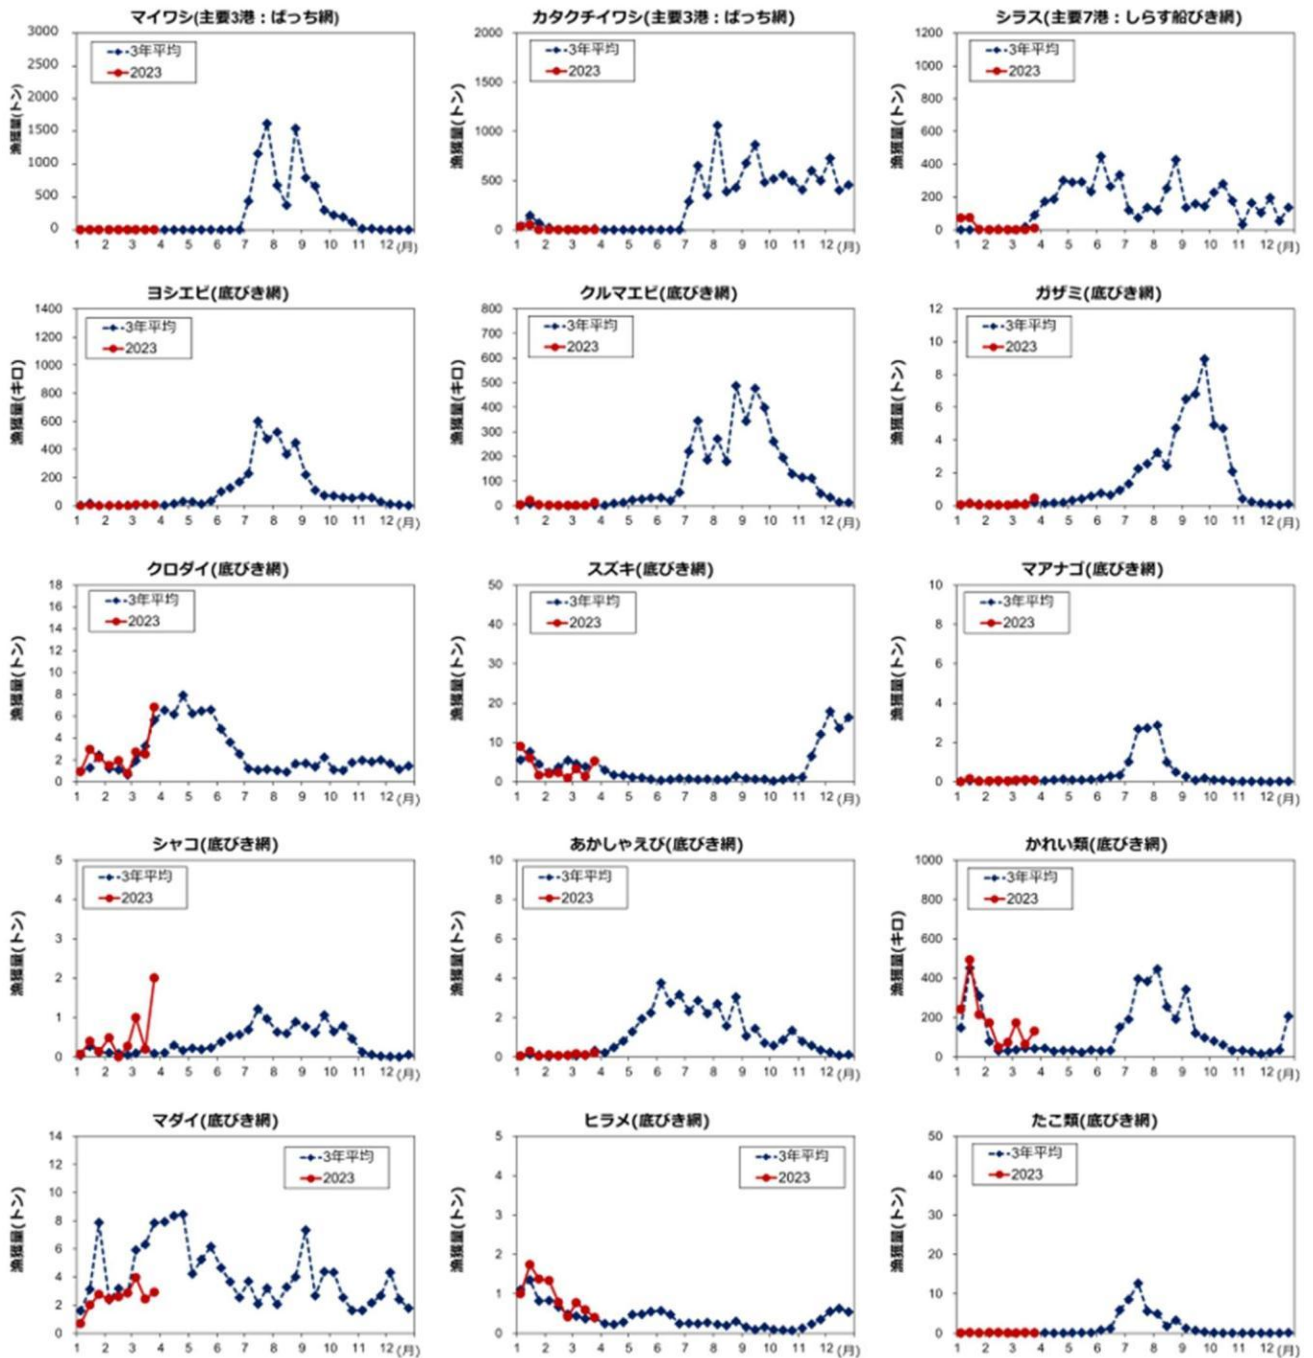 マイワシ(主要3港：ばっち網)
3000
2500
2000
1500
1000
500
0
漁獲量(トン)
3年平均
2023
1 2 3 4 5 6 7 8 9 10 11 12 (月)
カタクチイワシ(主要3港：ばっち網)
2000
1500
1000
500
0
漁獲量(トン)
3年平均
2023
1 2 3 4 5 6 7 8 9 10 11 12 (月)
シラス(主要7港：しらす船びき網)
1200
1000
800
600
400
200
0
漁獲量(トン)
3年平均
2023
1 2 3 4 5 6 7 8 9 10 11 12 (月)
ヨシエビ(底びき網)
1400
1200
1000
800
600
400
200
0
漁獲量(キロ)
3年平均
2023
1 2 3 4 5 6 7 8 9 10 11 12 (月)
クルマエビ(底びき網)
800
700
600
500
400
300
200
100
0
漁獲量(キロ)
3年平均
2023
1 2 3 4 5 6 7 8 9 10 11 12 (月)
ガザミ(底びき網)
12
10
8
6
4
2
0
漁獲量(トン)
3年平均
2023
1 2 3 4 5 6 7 8 9 10 11 12 (月)
クロダイ(底びき網)
18
16
14
12
10
8
6
4
2
0
漁獲量(トン)
3年平均
2023
1 2 3 4 5 6 7 8 9 10 11 12 (月)
スズキ(底びき網)
50
40
30
20
10
0
漁獲量(トン)
3年平均
2023
1 2 3 4 5 6 7 8 9 10 11 12 (月)
マアナゴ(底びき網)
10
8
6
4
2
0
漁獲量(トン)
3年平均
2023
1 2 3 4 5 6 7 8 9 10 11 12 (月)
シャコ(底びき網)
5
4
3
2
1
0
漁獲量(トン)
3年平均
2023
1 2 3 4 5 6 7 8 9 10 11 12 (月)
あかしゃえび(底びき網)
10
8
6
4
2
0
漁獲量(トン)
3年平均
2023
1 2 3 4 5 6 7 8 9 10 11 12 (月)
かれい類(底びき網)
1000
800
600
400
200
0
漁獲量(キロ)
3年平均
2023
1 2 3 4 5 6 7 8 9 10 11 12 (月)
マダイ(底びき網)
14
12
10
8
6
4
2
0
漁獲量(トン)
3年平均
2023
1 2 3 4 5 6 7 8 9 10 11 12 (月)
ヒラメ(底びき網)
5
4
3
2
1
0
漁獲量(トン)
3年平均
2023
1 2 3 4 5 6 7 8 9 10 11 12 (月)
たこ類(底びき網)
50
40
30
20
10
0
漁獲量(トン)
3年平均
2023
1 2 3 4 5 6 7 8 9 10 11 12 (月)